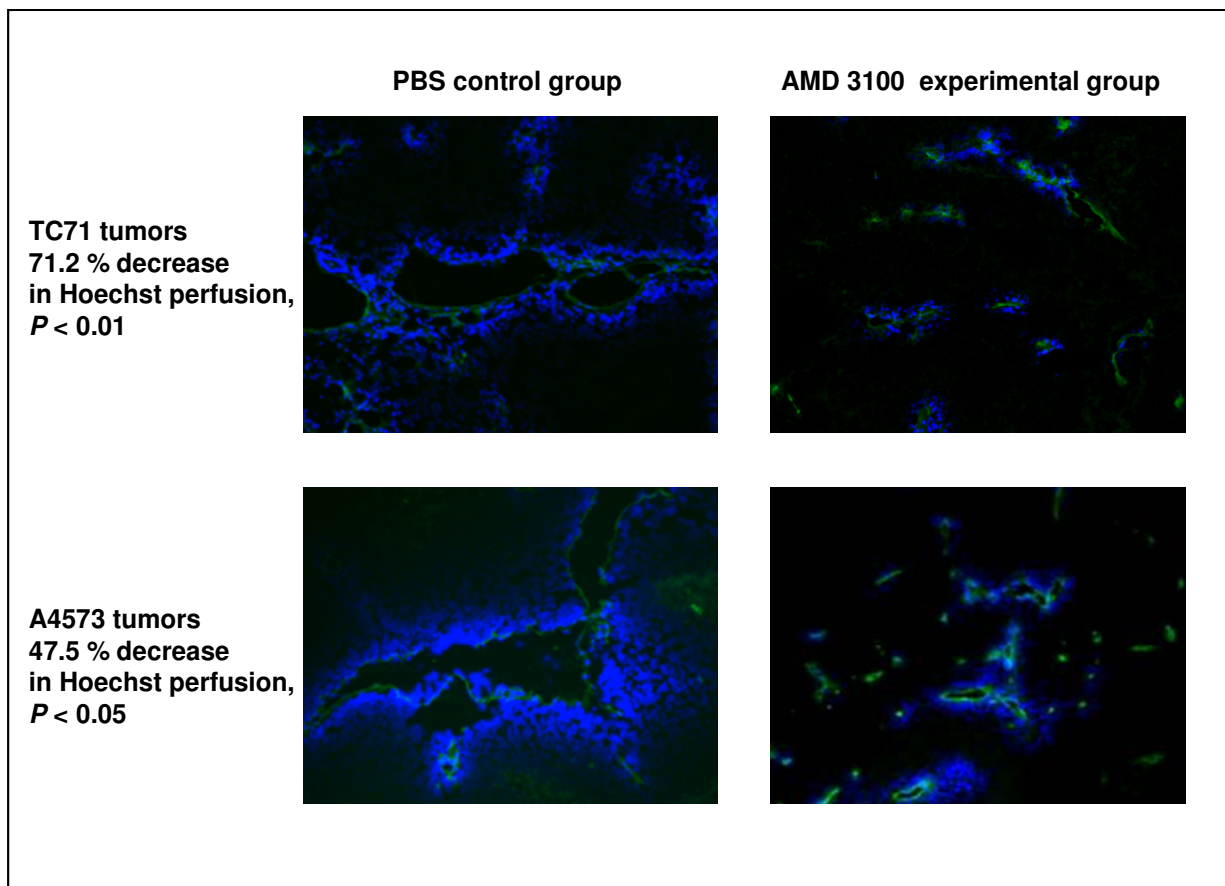 PBS control group
AMD 3100 experimental group
TC71 tumors
71.2 % decrease
in Hoechst perfusion,
P < 0.01
A4573 tumors
47.5 % decrease
in Hoechst perfusion,
P < 0.05